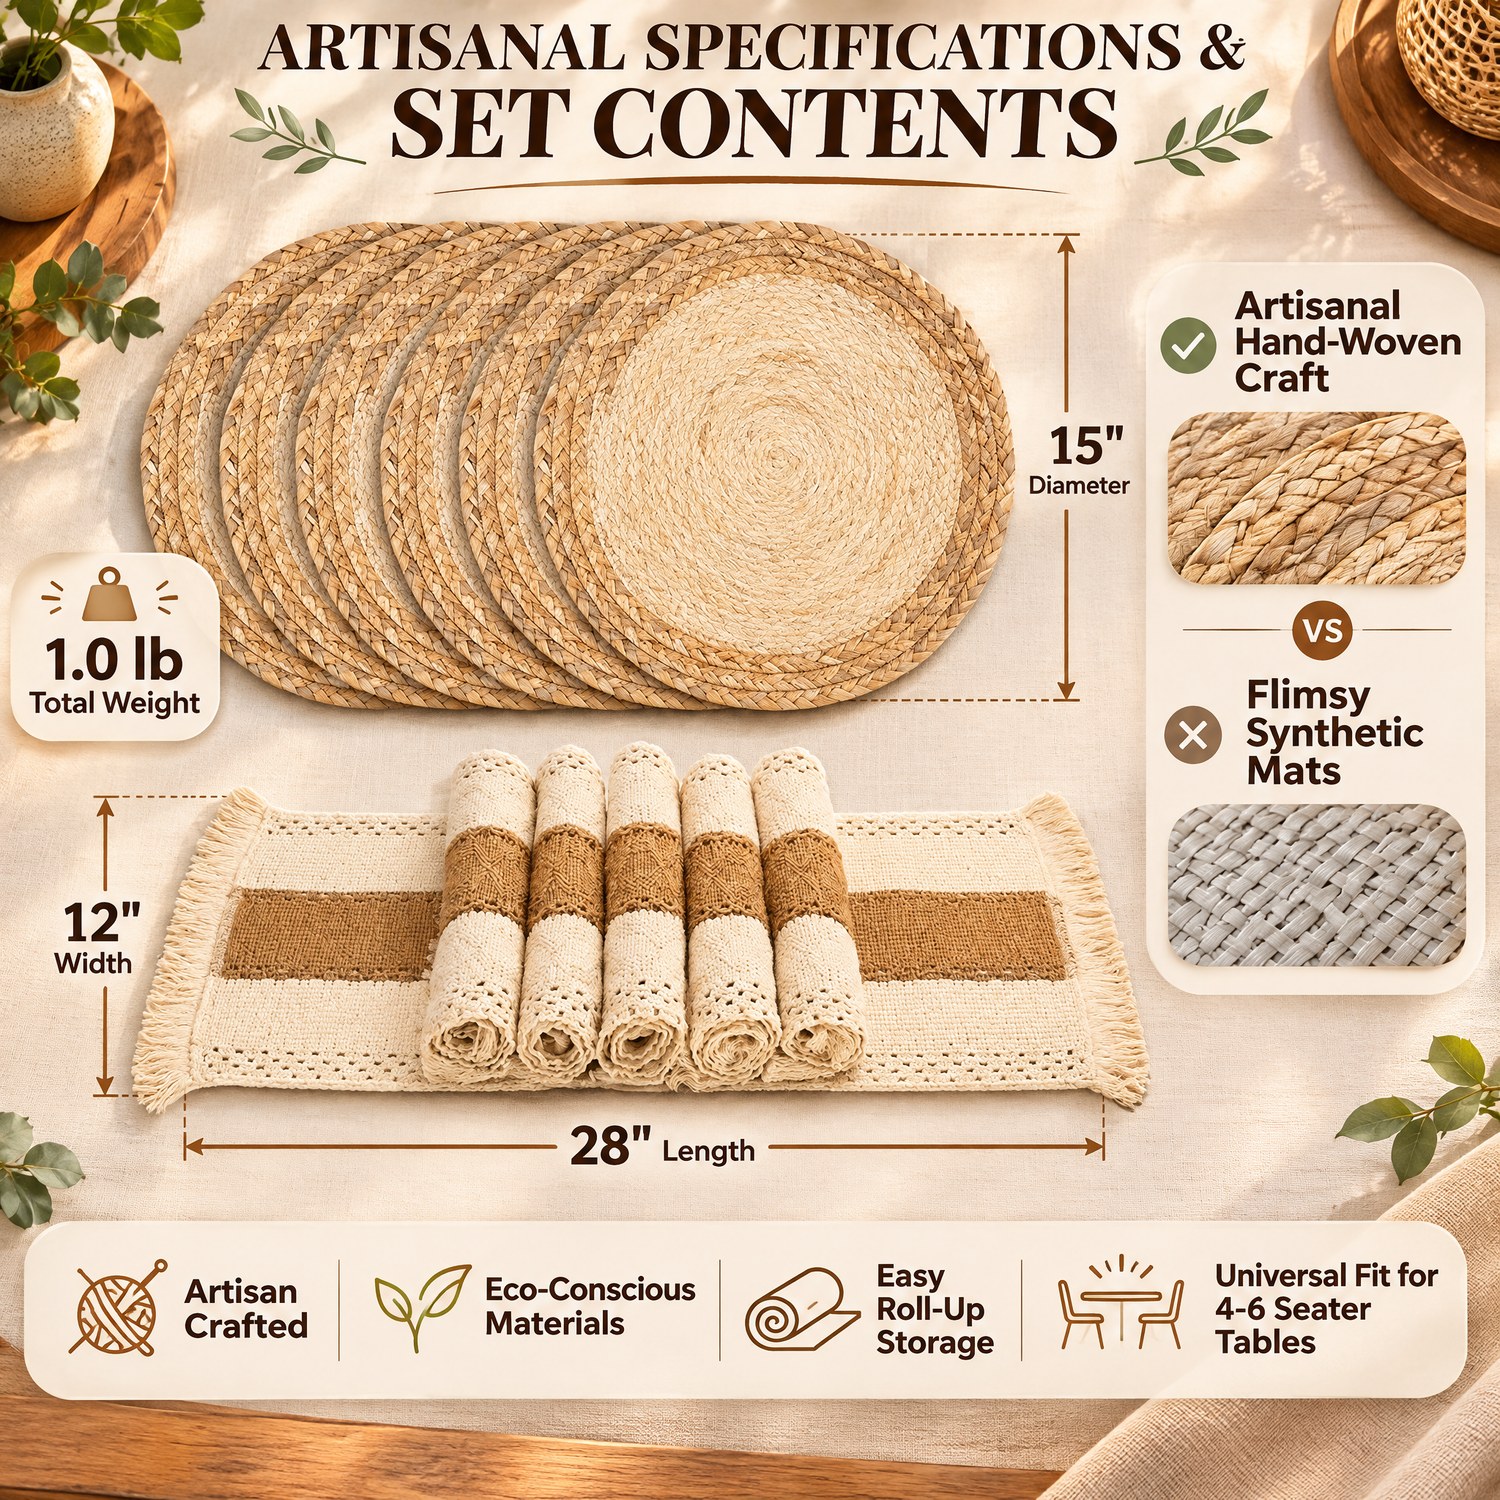 ARTISANAL SPECIFICATIONS &
SET CONTENTS
15"
Diameter
Artisanal
Hand-Woven
Craft
VS
Flimsy
Synthetic
Mats
1.0 lb
Total Weight
12"
Width
28" Length
Artisan
Crafted
Eco-Conscious
Materials
Easy
Roll-Up
Storage
Universal Fit for
4-6 Seater
Tables